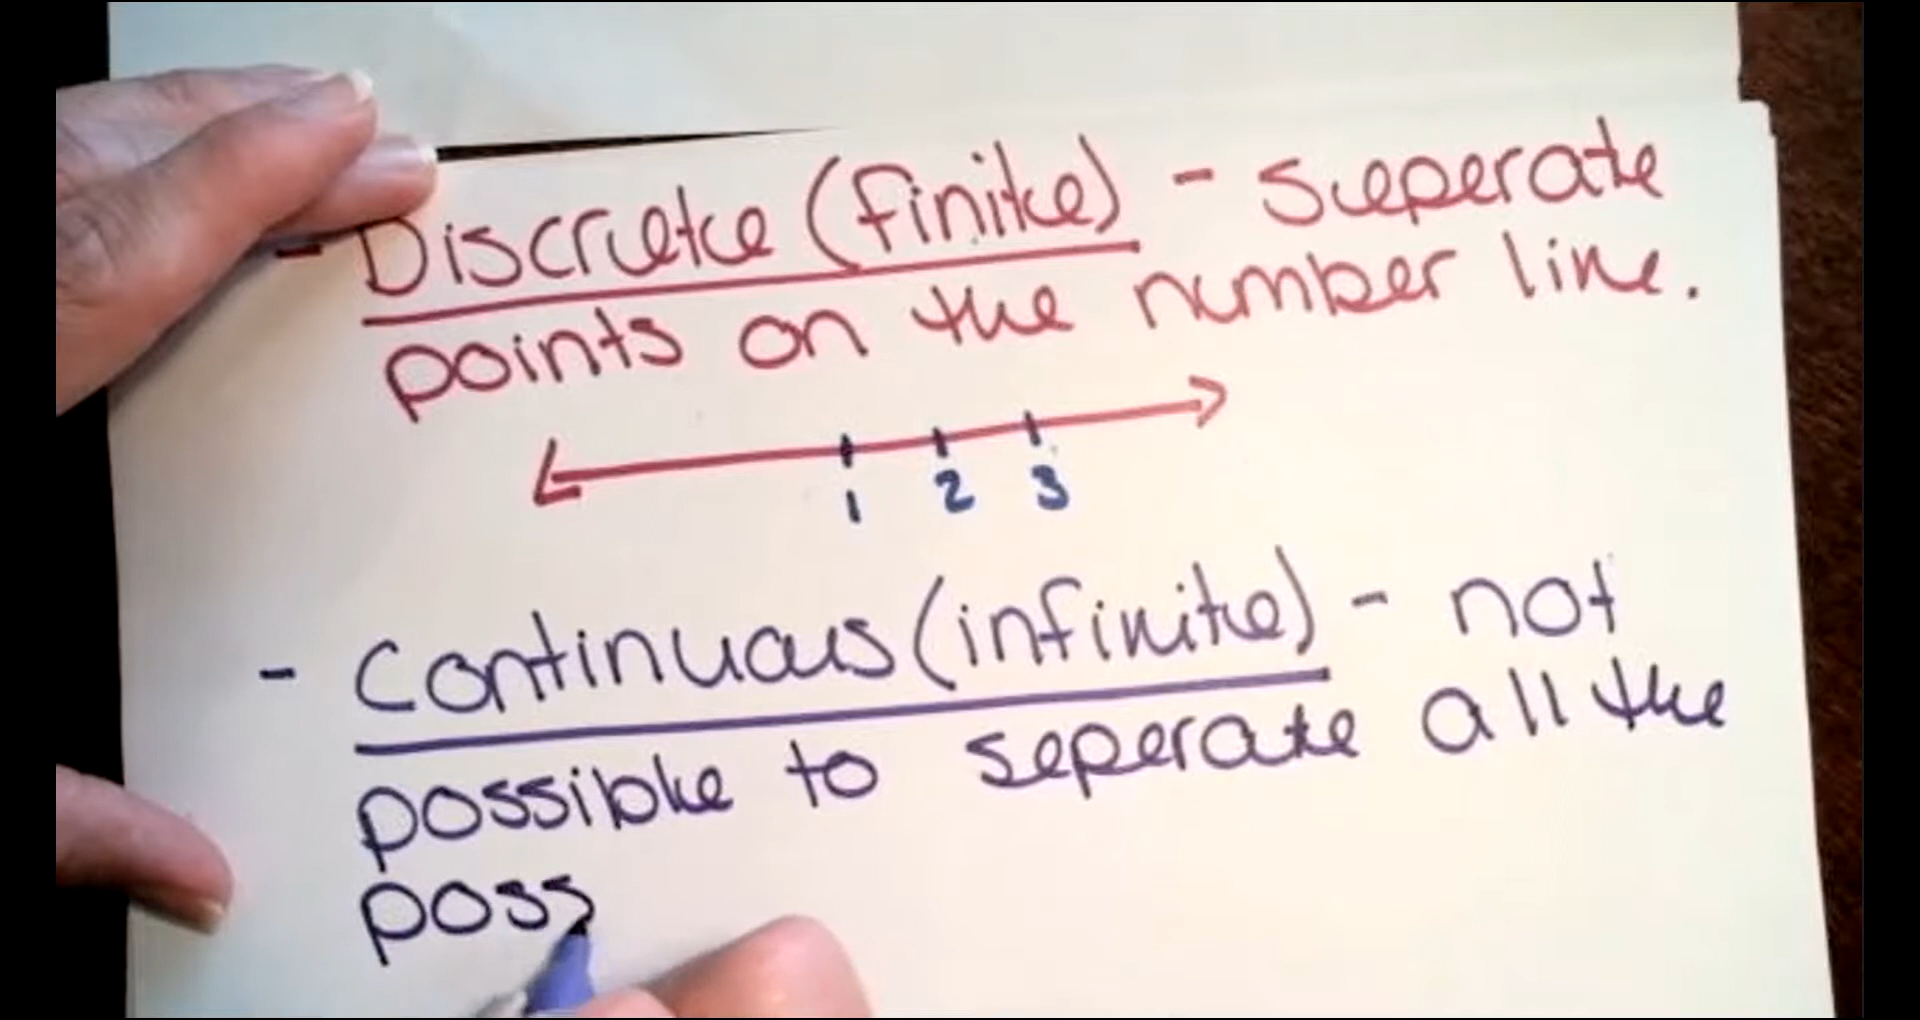 - Discrete (finite) - seperate
points on the number line.
1 2 3
- Continuous (infinite) - not
possible to seperate all the
poss